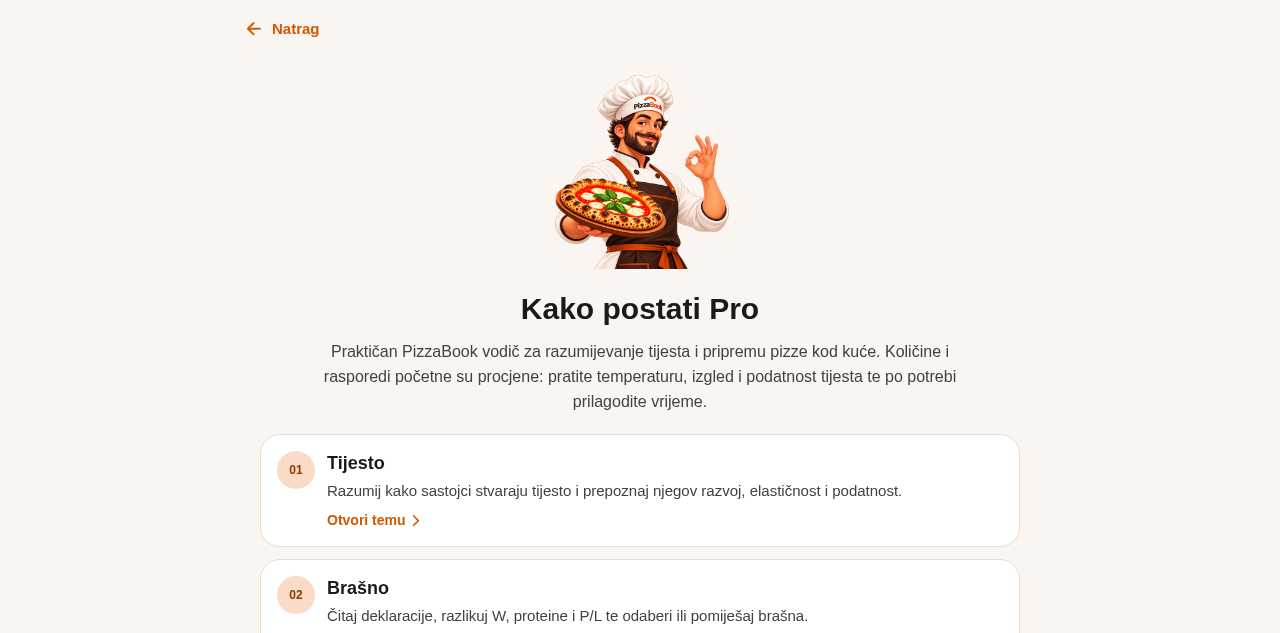 Natrag
PizzaBook
Kako postati Pro
Praktičan PizzaBook vodič za razumijevanje tijesta i pripremu pizze kod kuće. Količine i
rasporedi početne su procjene: pratite temperaturu, izgled i podatnost tijesta te po potrebi
prilagodite vrijeme.
01
Tijesto
Razumij kako sastojci stvaraju tijesto i prepoznaj njegov razvoj, elastičnost i podatnost.
Otvori temu
02
Brašno
Čitaj deklaracije, razlikuj W, proteine i P/L te odaberi ili pomiješaj brašna.